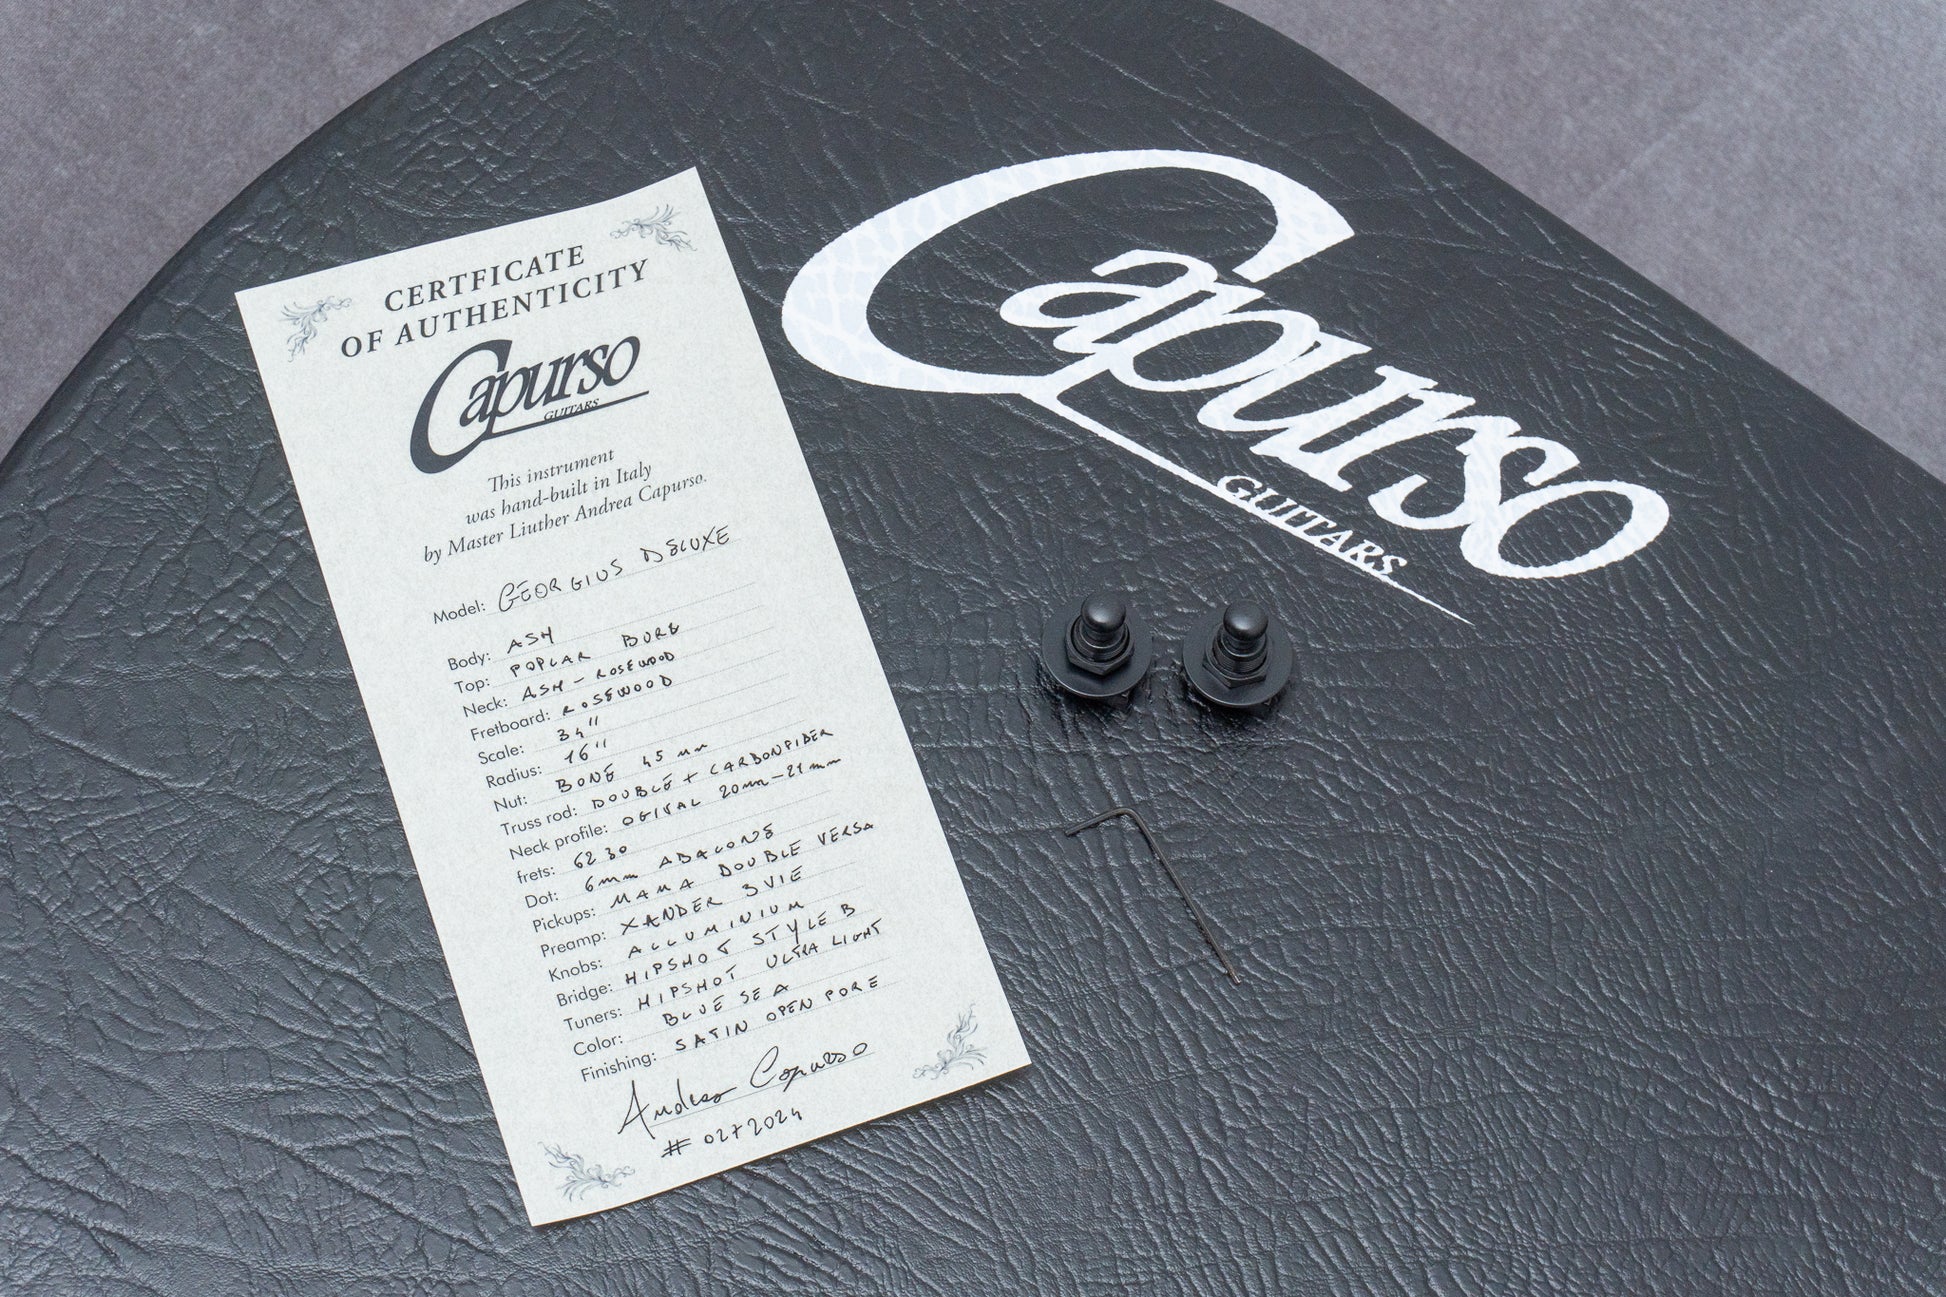 CERTFICATE
OF AUTHENTICITY
Capurso
GUITARS
This instrument
was hand-built in Italy
by Master Liuther Andrea Capurso.
Model: GEORGIUS DELUXE
Body: ASH
Top: POPLAR BURG
Neck: ASH - ROSEWOOD
Fretboard: ROSEWOOD
Scale: 34"
Radius: 16"
Nut: BONE 45 mm
Truss rod: DOUBLE + CARBONFIBER
Neck profile: OGIVAL 20mm-21mm
frets: 6230
Dot: 6mm ABALONE
Pickups: MAMA DOUBLE VERSA
Preamp: XANDER 3VIE
Knobs: ALLUMINIUM
Bridge: HIPSHOT STYLE B
Tuners: HIPSHOT ULTRA LIGHT
Color: BLUE SEA
Finishing: SATIN OPEN PORE
Andrea Capurso
# 0272024
Capurso
GUITARS